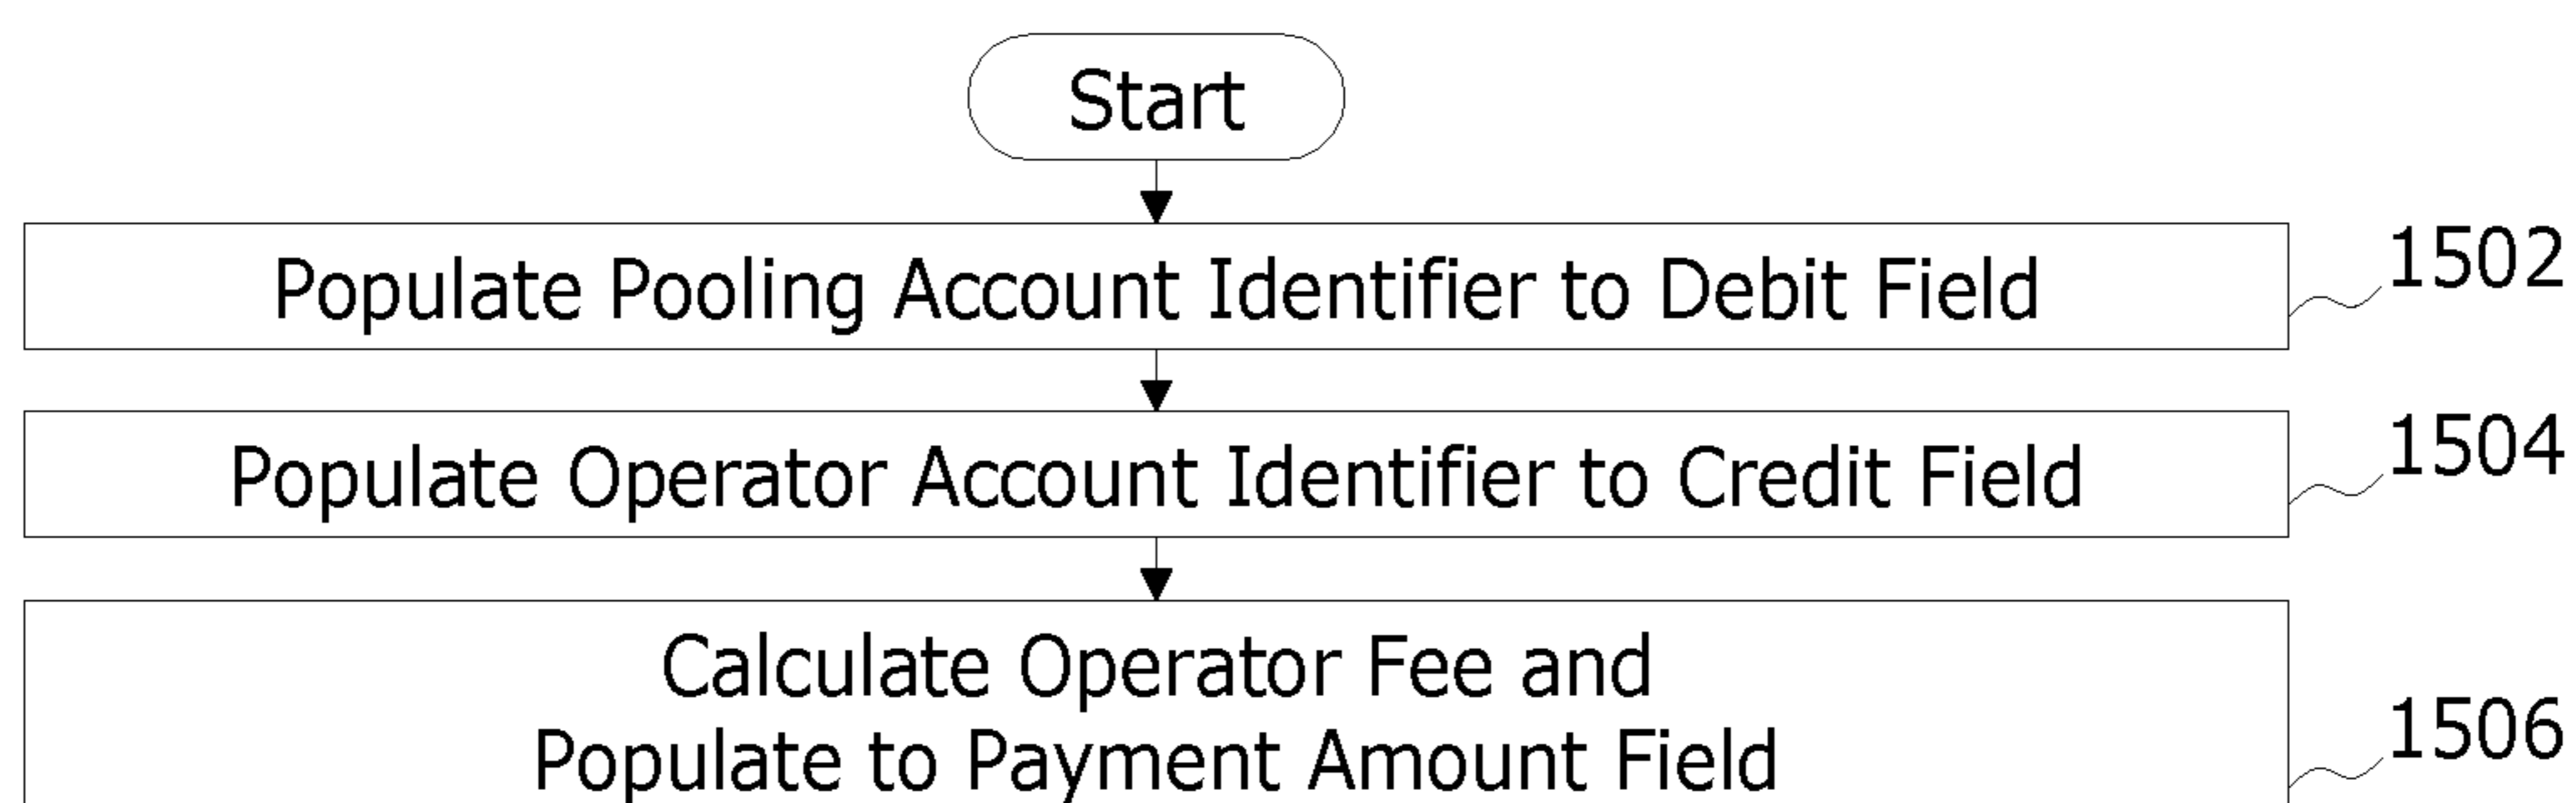 Start
Populate Pooling Account Identifier to Debit Field
1502
Populate Operator Account Identifier to Credit Field
1504
Calculate Operator Fee and
Populate to Payment Amount Field
1506